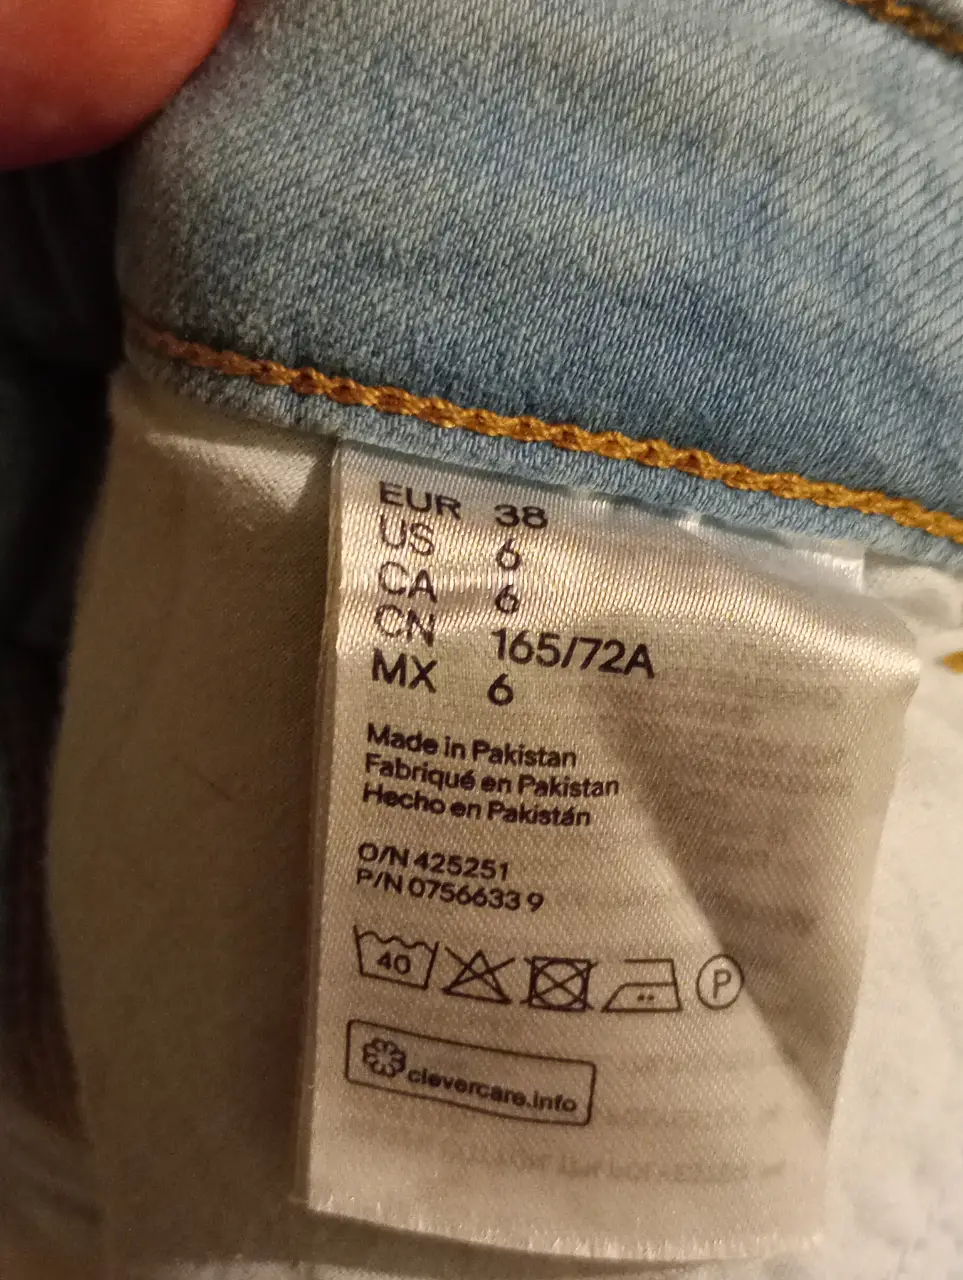 EUR 38
US 6
CA 6
CN 165/72A
MX 6
Made in Pakistan
Fabriqué en Pakistan
Hecho en Pakistán
O/N 425251
P/N 0756633 9
40
P
clevercare.info